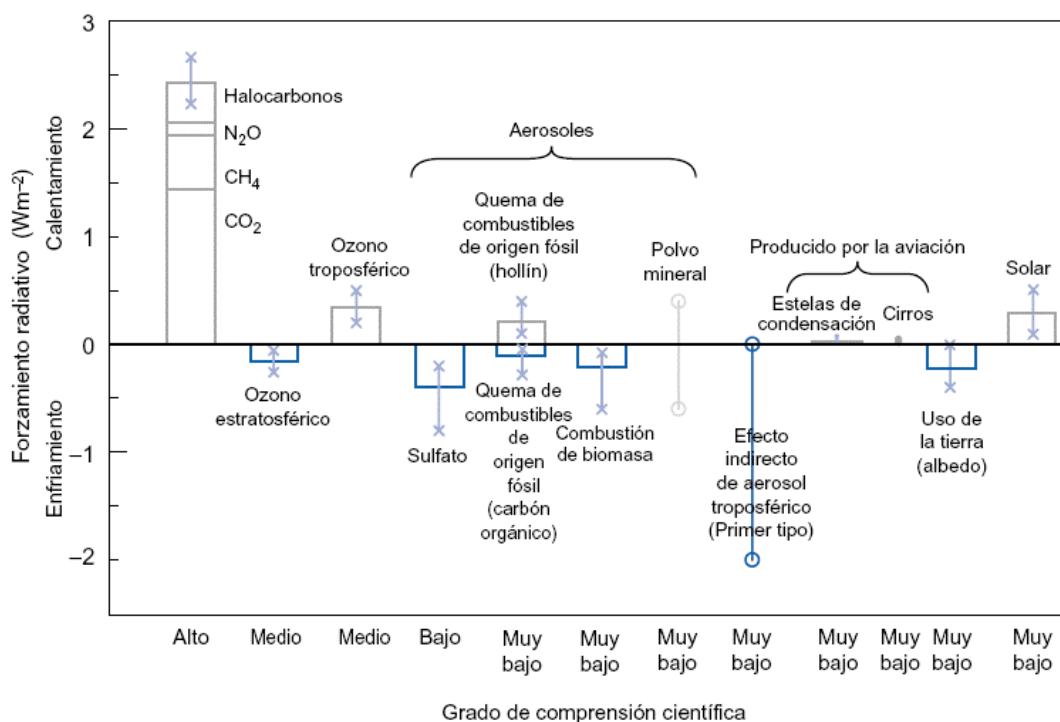 3
2
1
0
–1
–2
Forzamiento radiativo (Wm⁻²)
Enfriamiento
Calentamiento
Halocarbonos
N₂O
CH₄
CO₂
Ozono
troposférico
Ozono
estratosférico
Aerosoles
Sulfato
Quema de
combustibles
de origen fósil
(hollín)
Quema de
combustibles
de
origen
fósil
(carbón
orgánico)
Combustión
de biomasa
Polvo
mineral
Efecto
indirecto
de aerosol
troposférico
(Primer tipo)
Producido por la aviación
Estelas de
condensación
Cirros
Uso de
la tierra
(albedo)
Solar
Alto
Medio
Medio
Bajo
Muy
bajo
Muy
bajo
Muy
bajo
Muy
bajo
Muy
bajo
Muy
bajo
Muy
bajo
Muy
bajo
Grado de comprensión científica